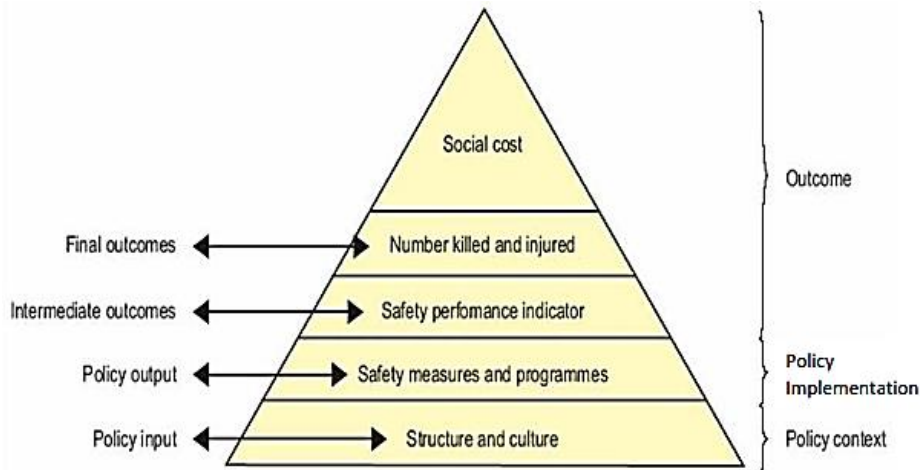 Social cost
Outcome
Final outcomes
Number killed and injured
Intermediate outcomes
Safety perfomance indicator
Policy output
Safety measures and programmes
Policy
Implementation
Policy input
Structure and culture
Policy context